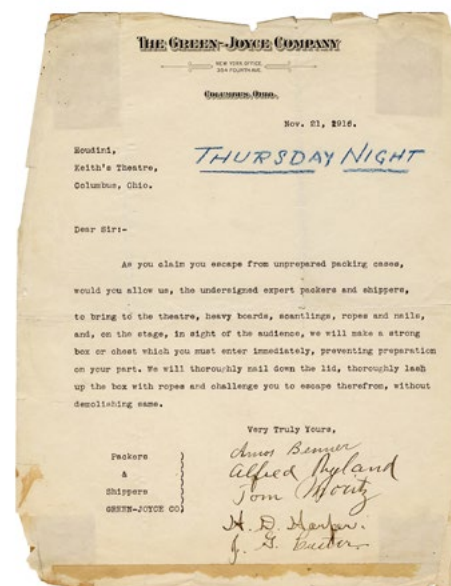 THE GREEN-JOYCE COMPANY
NEW YORK OFFICE
354 FOURTH AVE.
COLUMBUS, OHIO.
Nov. 21, 1916.
Houdini,
Keith's Theatre,
Columbus, Ohio.
THURSDAY NIGHT
Dear Sir:-
As you claim you escape from unprepared packing cases,
would you allow us, the undersigned expert packers and shippers,
to bring to the theatre, heavy boards, scantlings, ropes and nails,
and, on the stage, in sight of the audience, we will make a strong
box or chest which you must enter immediately, preventing preparation
on your part. We will thoroughly nail down the lid, thoroughly lash
up the box with ropes and challenge you to escape therefrom, without
demolishing same.
Very Truly Yours,
Packers
&
Shippers
GREEN-JOYCE CO.
Amos Benner
Alfred Ryland
Tom
H. D. Harper.
J. G.